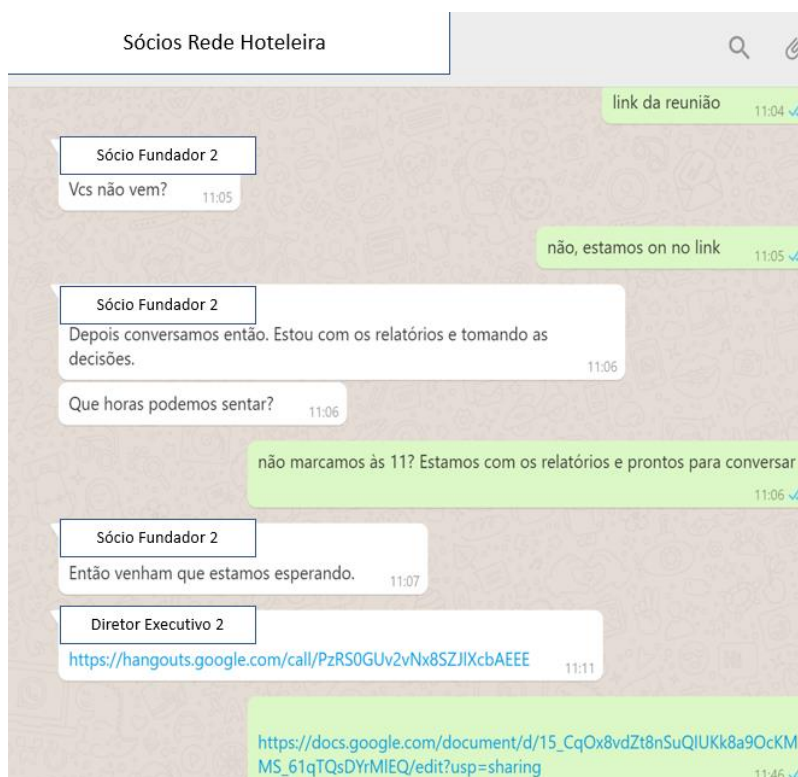 Sócios Rede Hoteleira
link da reunião
11:04
Sócio Fundador 2
Vcs não vem?
11:05
não, estamos on no link
11:05
Sócio Fundador 2
Depois conversamos então. Estou com os relatórios e tomando as
decisões.
11:06
Que horas podemos sentar?
11:06
não marcamos às 11? Estamos com os relatórios e prontos para conversar
11:06
Sócio Fundador 2
Então venham que estamos esperando.
11:07
Diretor Executivo 2
https://hangouts.google.com/call/PzRS0GUv2vNx8SZJlXcbAEEE
11:11
https://docs.google.com/document/d/15_CqOx8vdZt8nSuQIUKk8a9OcKM
MS_61qTQsDYrMlEQ/edit?usp=sharing
11:46